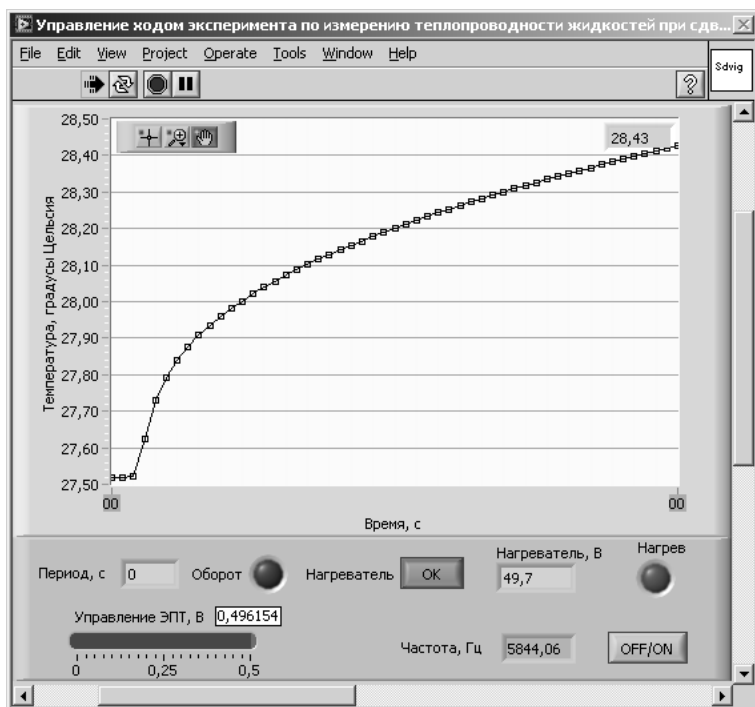 Управление ходом эксперимента по измерению теплопроводности жидкостей при сдв...
File Edit View Project Operate Tools Window Help
Sdvig
28,50
28,40
28,30
28,20
28,10
28,00
27,90
27,80
27,70
27,60
27,50
28,43
Температура, градусы Цельсия
00
00
Время, с
Период, с 0 Оборот Нагреватель OK
Нагреватель, В
49,7
Нагрев
Управление ЭПТ, В 0,496154
0 0,25 0,5
Частота, Гц 5844,06 OFF/ON